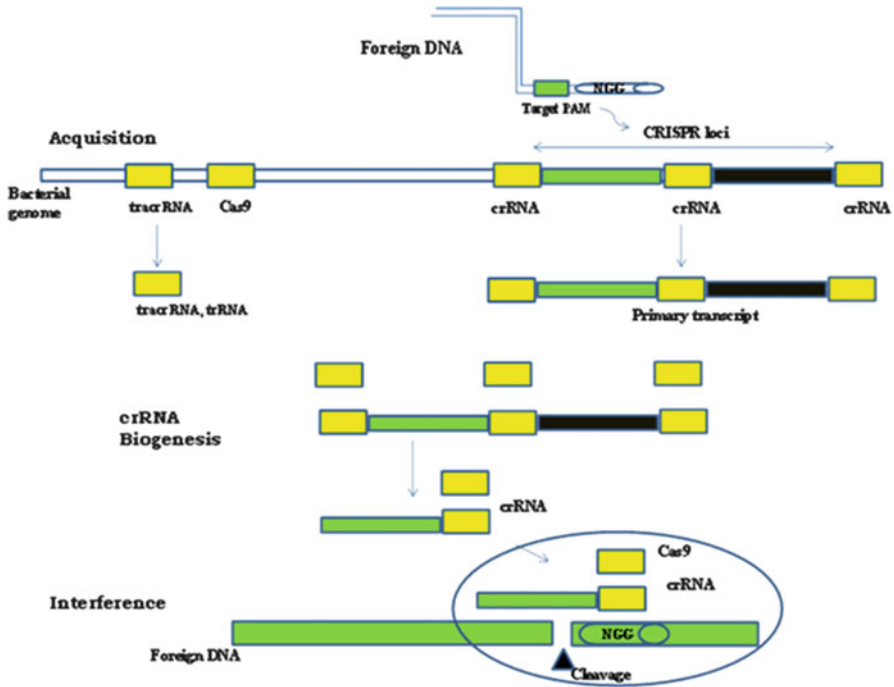 Foreign DNA
NGG
Target PAM
CRISPR loci
Acquisition
Bacterial
genome
tracrRNA
Cas9
crRNA
crRNA
crRNA
tracrRNA, trRNA
Primary transcript
crRNA
Biogenesis
crRNA
Cas9
crRNA
Interference
NGG
Foreign DNA
Cleavage